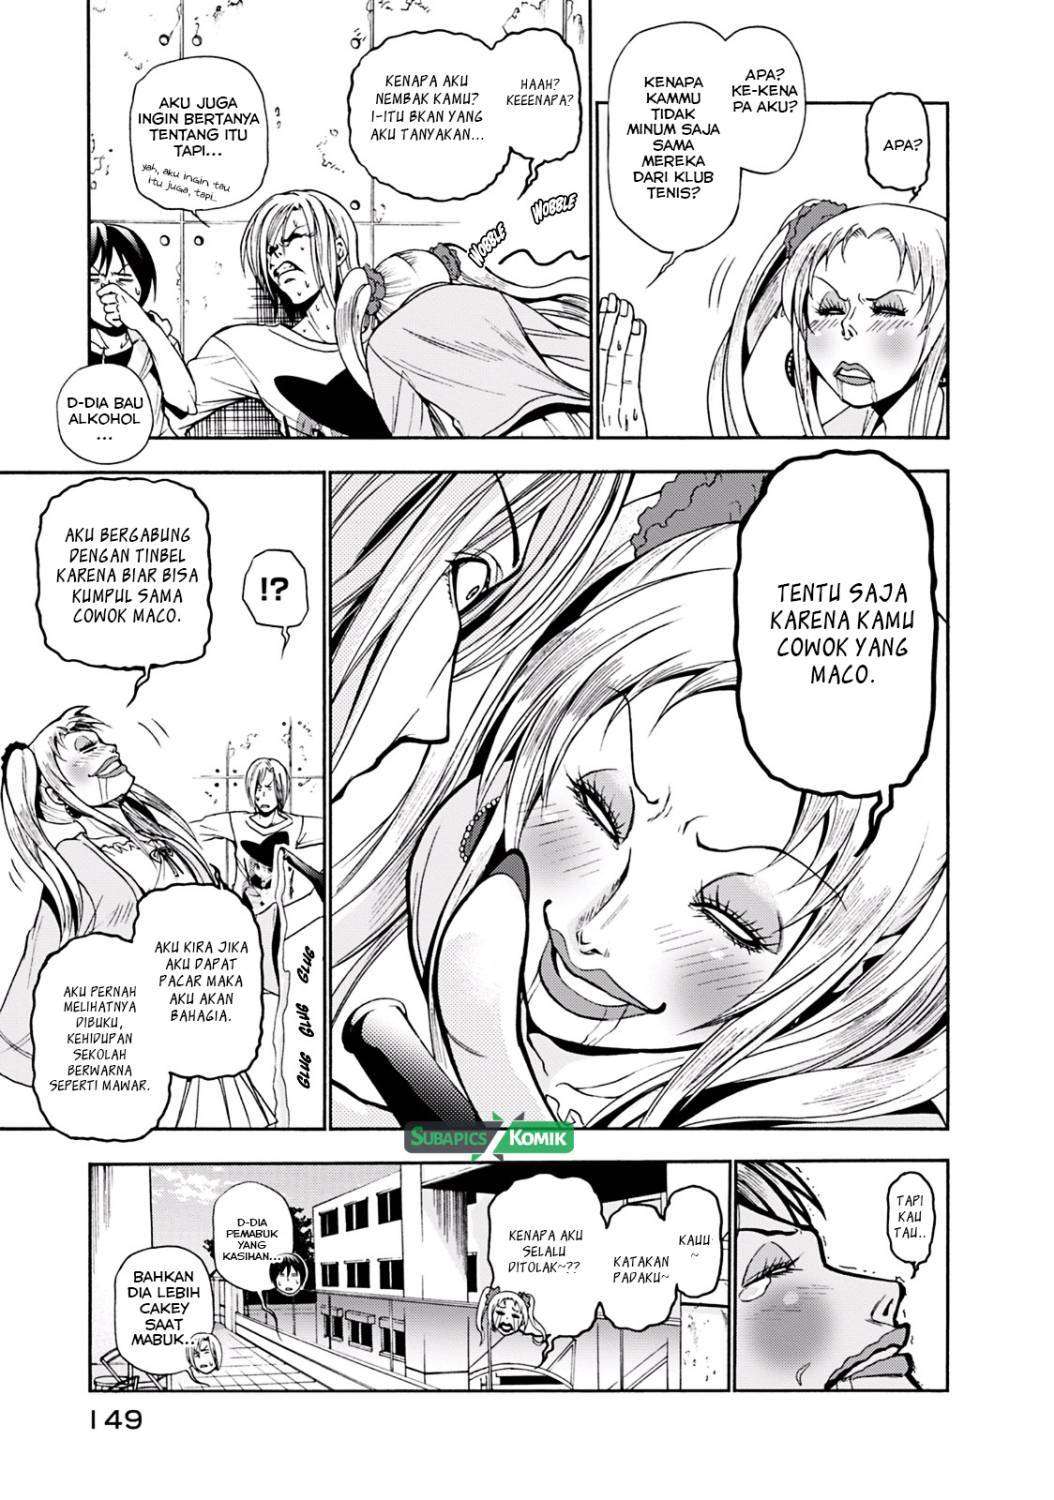 APA?
APA?
KE-KENA
PA AKU?
KENAPA
KAMMU
TIDAK
MINUM SAJA
SAMA
MEREKA
DARI KLUB
TENIS?
HAAH?
KEEENAPA?
KENAPA AKU
NEMBAK KAMU?
I-ITU BKAN YANG
AKU TANYAKAN...
WOBBLE
WOBBLE
AKU JUGA
INGIN BERTANYA
TENTANG ITU
TAPI...
yah, aku ingin tau
itu juga, tapi..
D-DIA BAU
ALKOHOL
...
TENTU SAJA
KARENA KAMU
COWOK YANG
MACO.
!?
AKU BERGABUNG
DENGAN TINBEL
KARENA BIAR BISA
KUMPUL SAMA
COWOK MACO.
AKU KIRA JIKA
AKU DAPAT
PACAR MAKA
AKU AKAN
BAHAGIA.
AKU PERNAH
MELIHATNYA
DIBUKU,
KEHIDUPAN
SEKOLAH
BERWARNA
SEPERTI MAWAR.
GLUG
GLUG
GLUG
SUBAPICS KOMIK
TAPI
KAU
TAU..
KAUU
~
KATAKAN
PADAKU~
KENAPA AKU
SELALU
DITOLAK~??
D-DIA
PEMABUK
YANG
KASIHAN...
BAHKAN
DIA LEBIH
CAKEY
SAAT
MABUK...
149